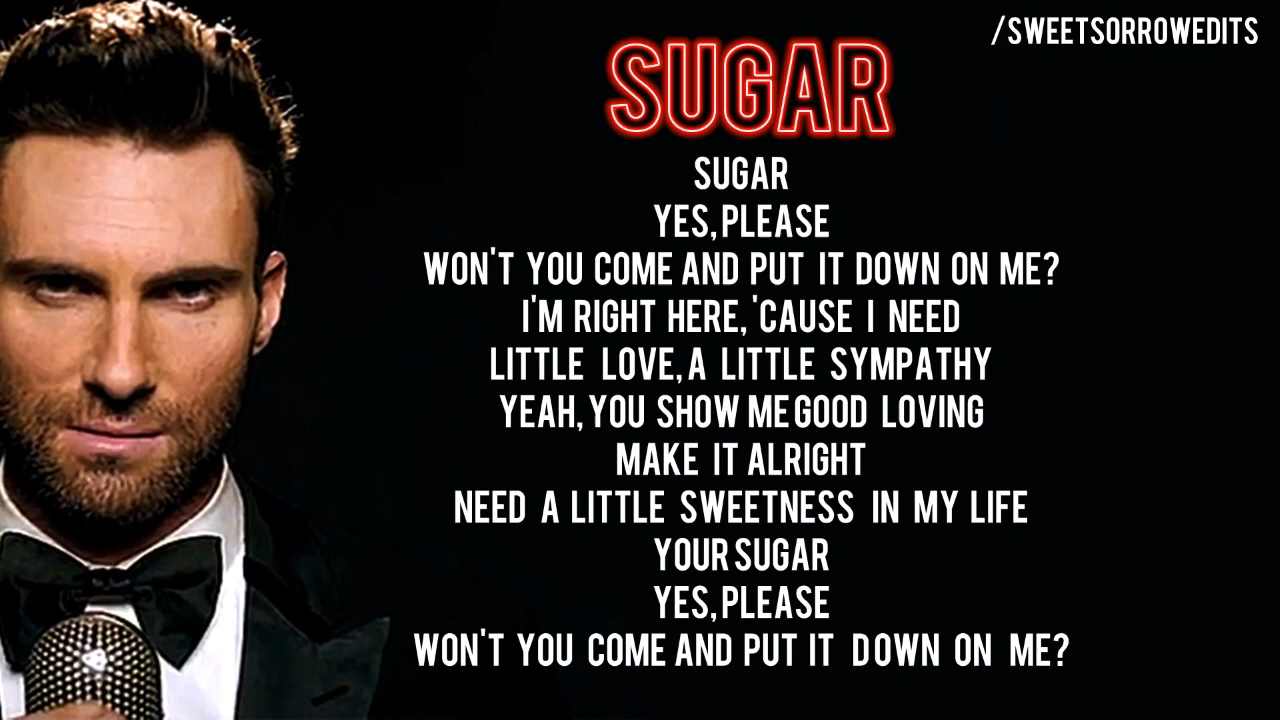 /SWEETSORROWEDITS
SUGAR
SUGAR
YES, PLEASE
WON'T YOU COME AND PUT IT DOWN ON ME?
I'M RIGHT HERE, 'CAUSE I NEED
LITTLE LOVE, A LITTLE SYMPATHY
YEAH, YOU SHOW ME GOOD LOVING
MAKE IT ALRIGHT
NEED A LITTLE SWEETNESS IN MY LIFE
YOUR SUGAR
YES, PLEASE
WON'T YOU COME AND PUT IT DOWN ON ME?